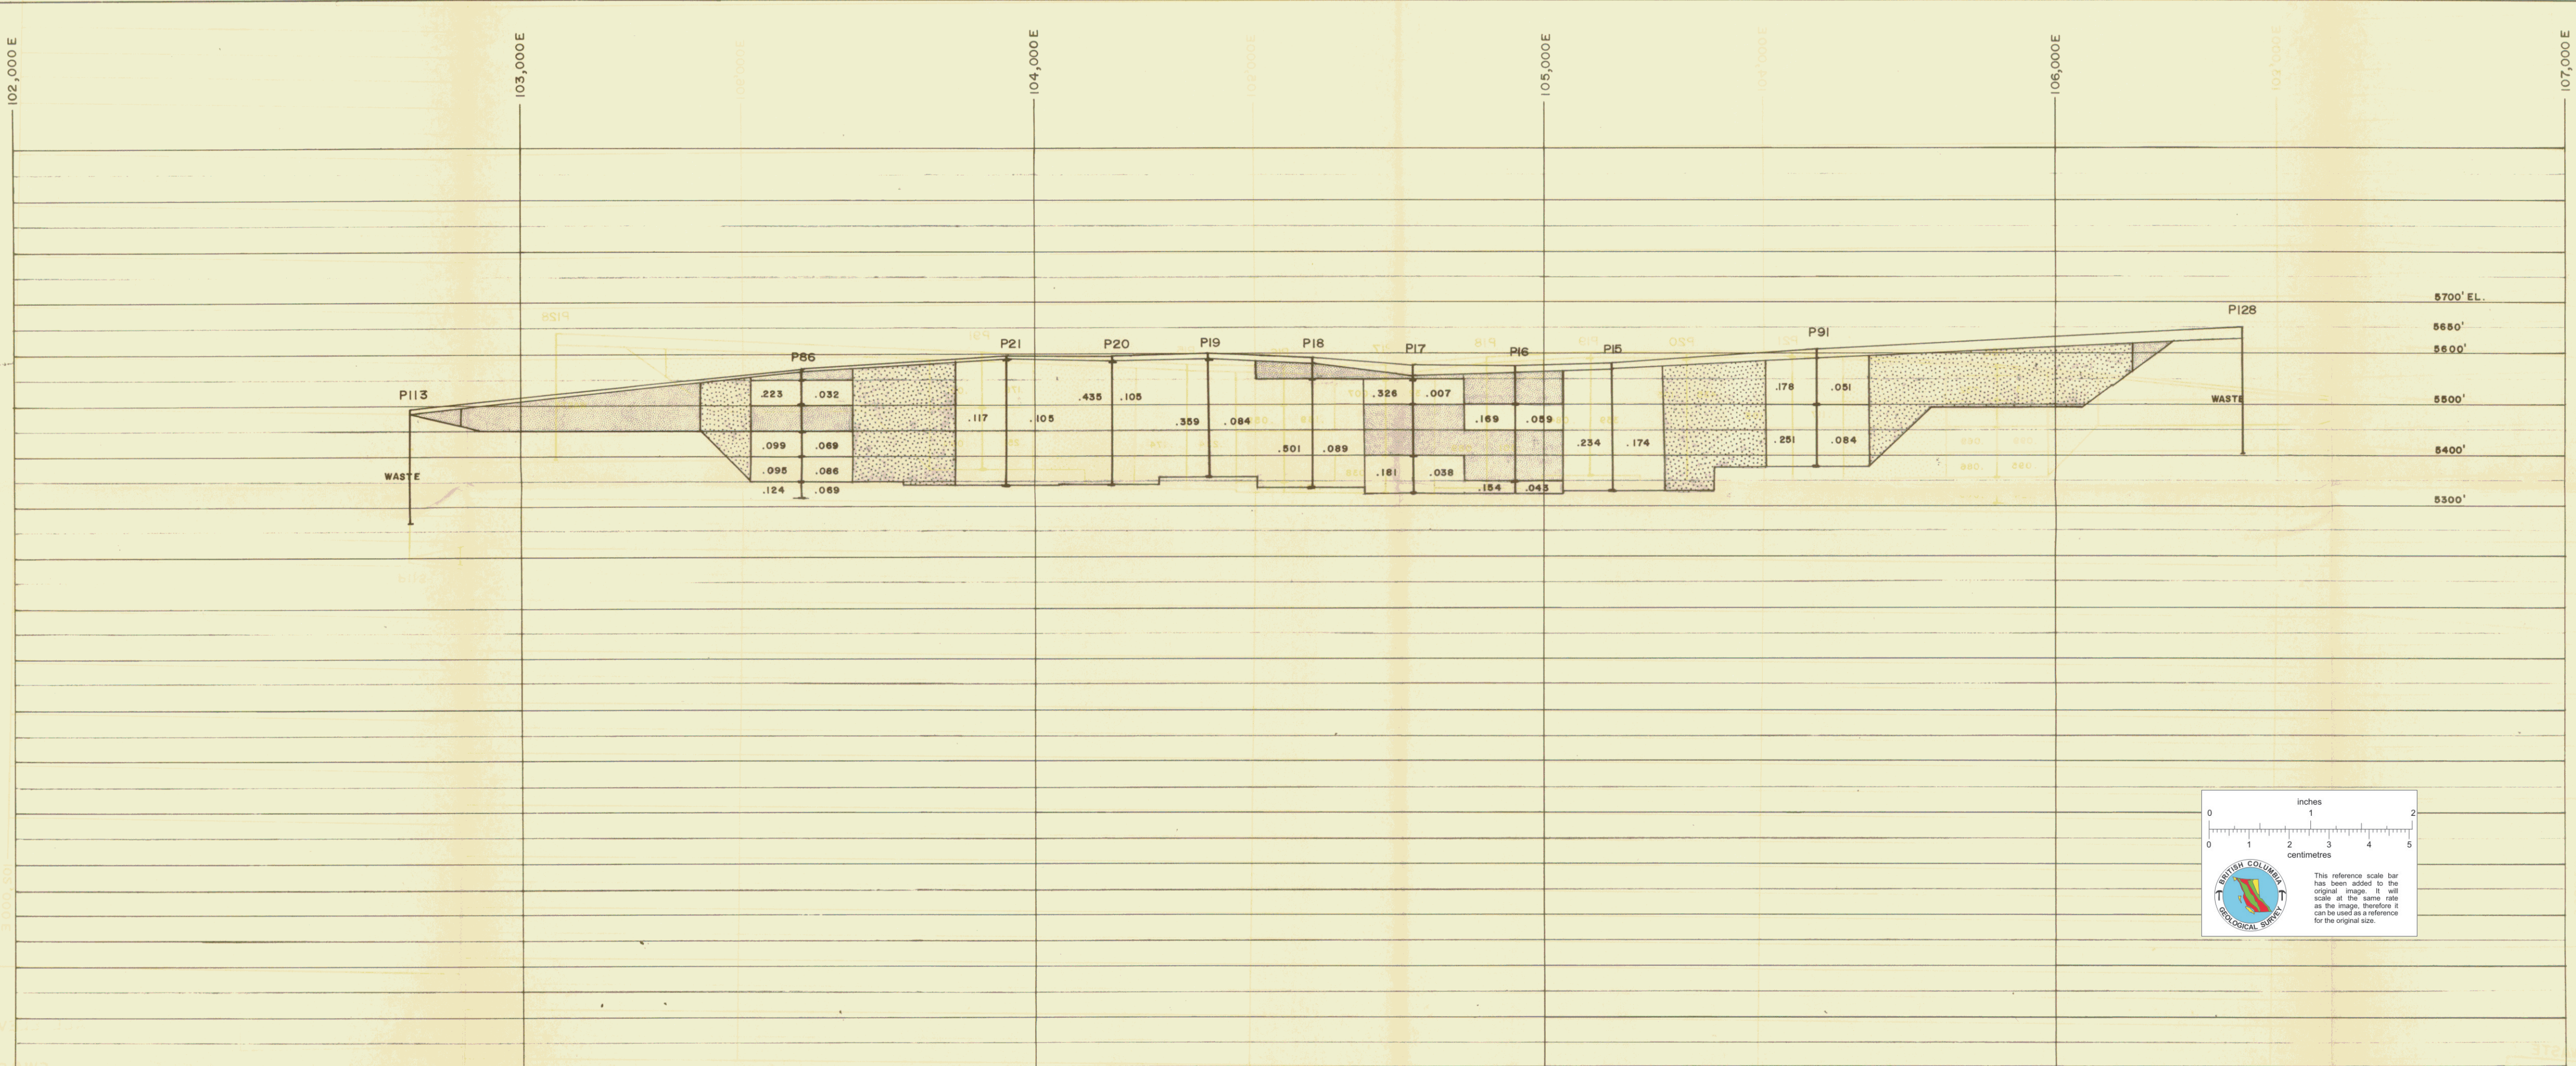 102,000 E
103,000E
104,000E
105,000E
106,000E
107,000 E
5700' EL.
5650'
5600'
5500'
5400'
5300'
P113
P86
P21
P20
P19
P18
P17
P16
P15
P91
P128
WASTE
WASTE
.223 .032
.099 .069
.095 .086
.124 .069
.117 .105
.435 .105
.359 .084
.501 .089
.326 .007
.181 .038
.169 .059
.154 .043
.234 .174
.178 .051
.251 .084
inches
0 1 2
0 1 2 3 4 5
centimetres
BRITISH COLUMBIA
GEOLOGICAL SURVEY
This reference scale bar
has been added to the
original image. It will
scale at the same rate
as the image, therefore it
can be used as a reference
for the original size.